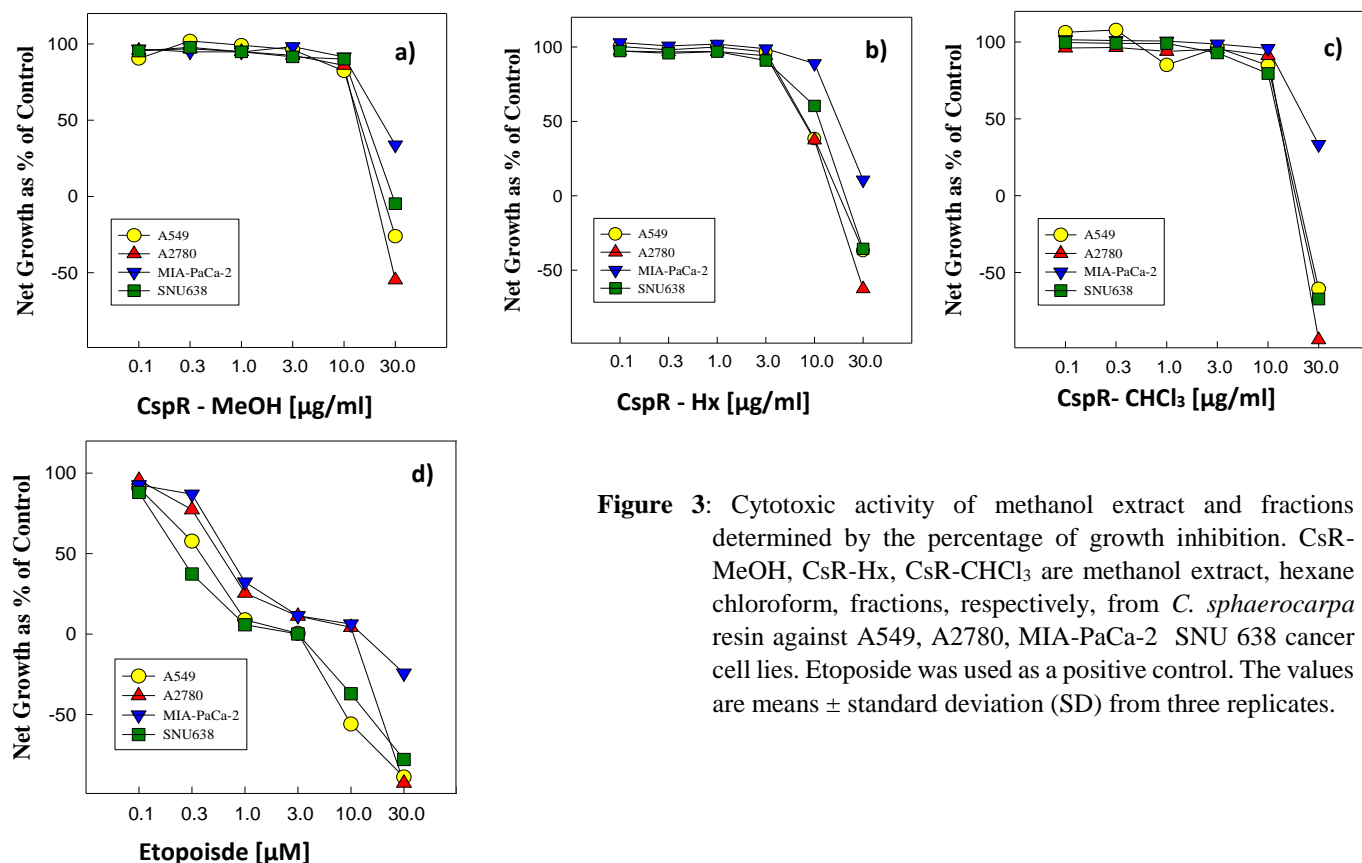 Net Growth as % of Control
100
50
0
-50
a)
A549
A2780
MIA-PaCa-2
SNU638
0.1 0.3 1.0 3.0 10.0 30.0
CspR - MeOH [µg/ml]
Net Growth as % of Control
100
50
0
-50
b)
A549
A2780
MIA-PaCa-2
SNU638
0.1 0.3 1.0 3.0 10.0 30.0
CspR - Hx [µg/ml]
Net Growth as % of Control
100
50
0
-50
c)
A549
A2780
MIA-PaCa-2
SNU638
0.1 0.3 1.0 3.0 10.0 30.0
CspR- CHCl₃ [µg/ml]
Net Growth as % of Control
100
50
0
-50
d)
A549
A2780
MIA-PaCa-2
SNU638
0.1 0.3 1.0 3.0 10.0 30.0
Etopoisde [µM]
Figure 3: Cytotoxic activity of methanol extract and fractions
determined by the percentage of growth inhibition. CsR-
MeOH, CsR-Hx, CsR-CHCl₃ are methanol extract, hexane
chloroform, fractions, respectively, from C. sphaerocarpa
resin against A549, A2780, MIA-PaCa-2 SNU 638 cancer
cell lies. Etoposide was used as a positive control. The values
are means ± standard deviation (SD) from three replicates.